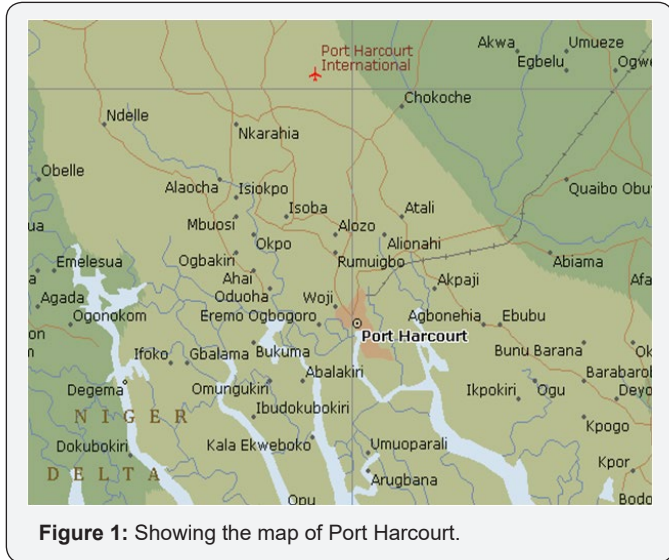 Port Harcourt
International
Akwa
Umueze
Egbelu
Ogwe
Chokoche
Ndelle
Nkarahia
Obelle
Alaocha
Isiokpo
Quaibo Obu
Isoba
Atali
Mbuosi
Alozo
Okpo
Alionahi
ua
Ogbakiri
Rumuigbo
Abiama
Emelesua
Ahai
Akpaji
Afa
a
Oduoha
Agada
Woji
Ogonokom
Eremo
Ogbogoro
Agbonehia
Ebubu
on
Port Harcourt
m
Ifoko
Gbalama
Bukuma
Bunu Barana
Ok
Abalakiri
Degema
Omungukiri
Barabarob
Ikpokiri
Ogu
Deyo
NIGER
Ibudokubokiri
Kpogo
Dokubokiri
Kala Ekweboko
Umuoparali
Kpor
DELTA
Arugbana
Opu
Bodo
Figure 1: Showing the map of Port Harcourt.